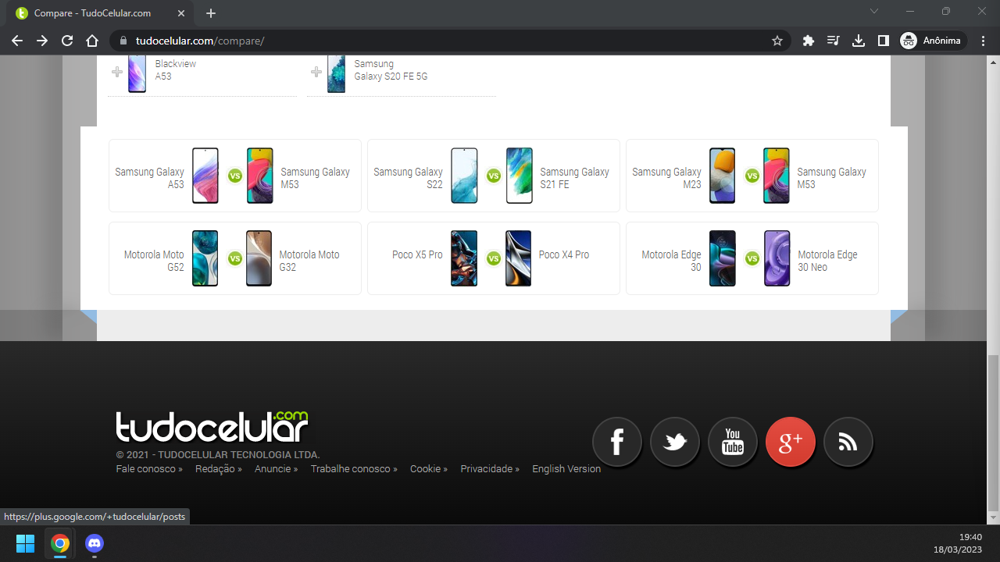 Compare - TudoCelular.com
tudocelular.com/compare/
Anônima
Blackview
A53
Samsung
Galaxy S20 FE 5G
Samsung Galaxy
A53
VS
Samsung Galaxy
M53
Samsung Galaxy
S22
VS
Samsung Galaxy
S21 FE
Samsung Galaxy
M23
VS
Samsung Galaxy
M53
Motorola Moto
G52
VS
Motorola Moto
G32
Poco X5 Pro
VS
Poco X4 Pro
Motorola Edge
30
VS
Motorola Edge
30 Neo
tudocelular.com
© 2021 - TUDOCELULAR TECNOLOGIA LTDA.
Fale conosco » Redação » Anuncie » Trabalhe conosco » Cookie » Privacidade » English Version
f
You
Tube
g+
https://plus.google.com/+tudocelular/posts
19:40
18/03/2023